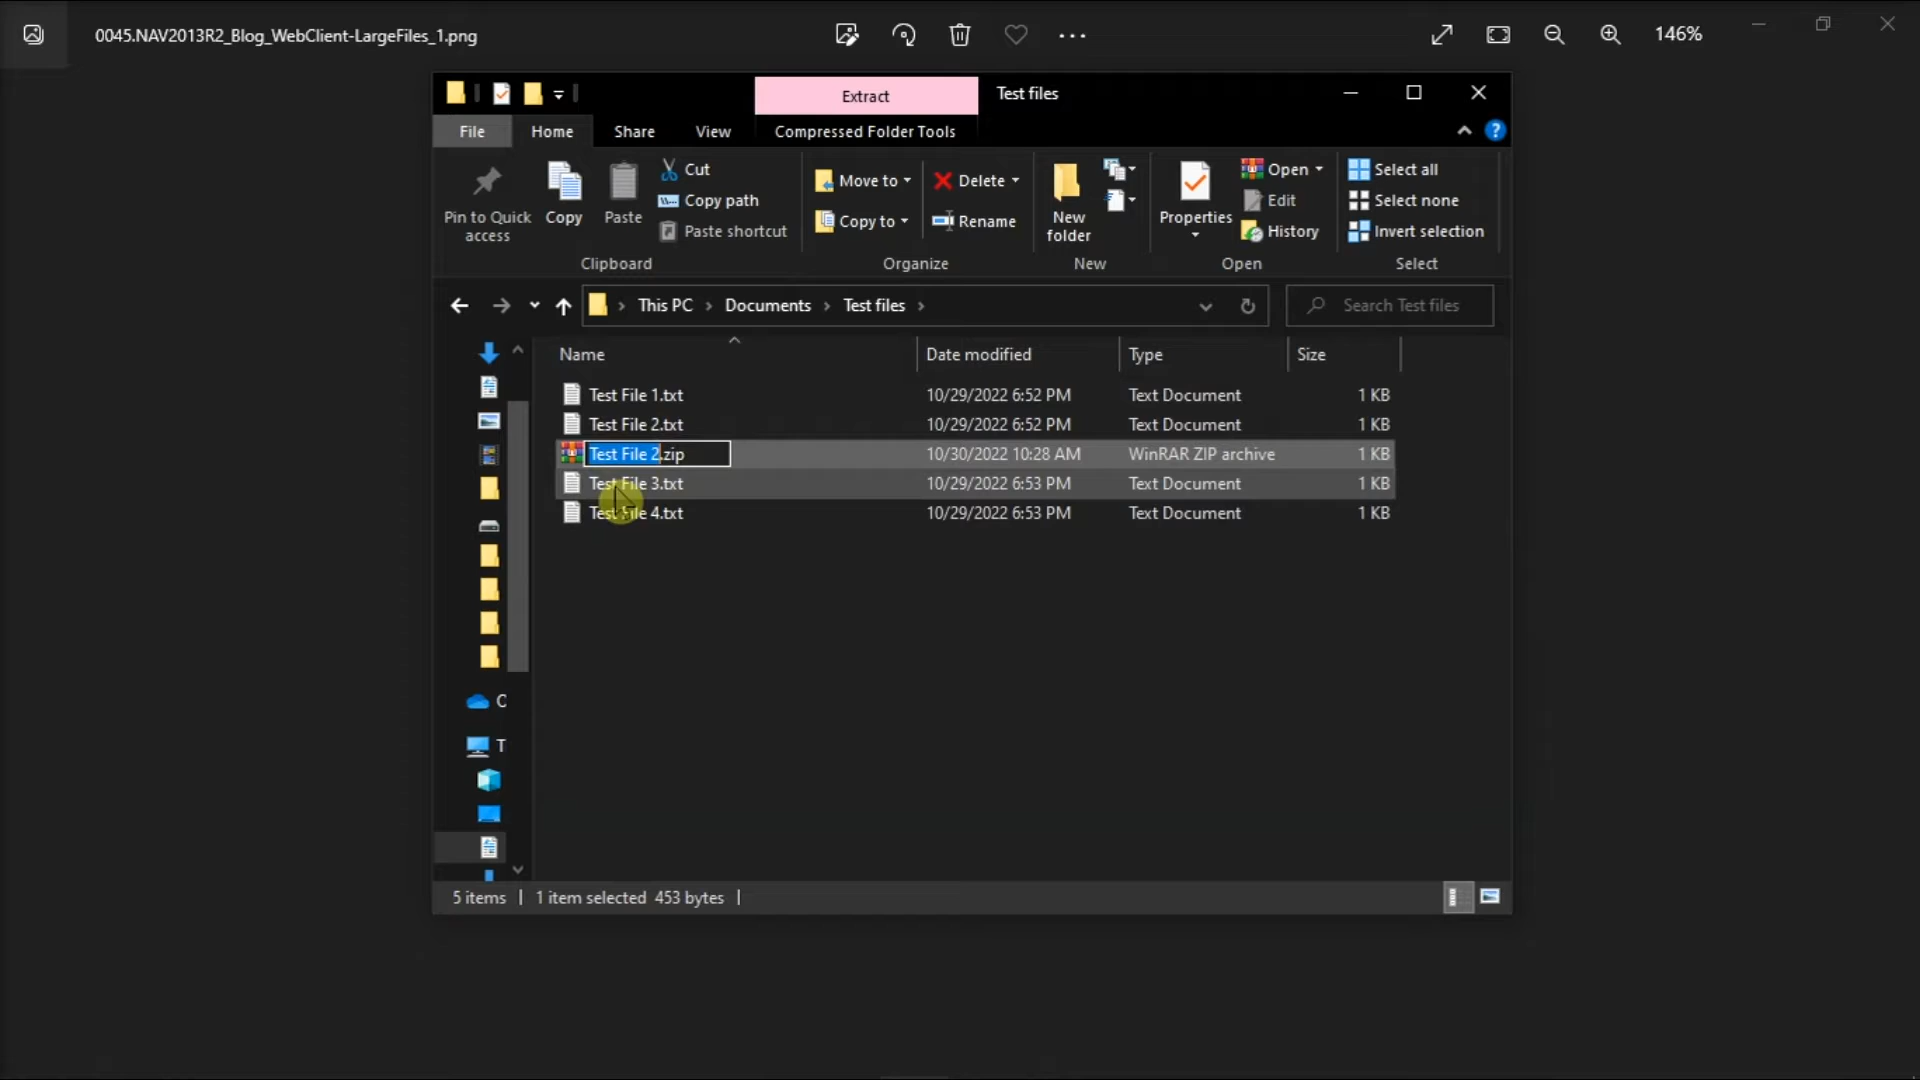 0045.NAV2013R2_Blog_WebClient-LargeFiles_1.png
146%
Extract
Test files
File
Home
Share
View
Compressed Folder Tools
Pin to Quick access
Copy
Paste
Cut
Copy path
Paste shortcut
Clipboard
Move to
Copy to
Delete
Rename
Organize
New folder
New
Properties
Open
Edit
History
Open
Select all
Select none
Invert selection
Select
This PC > Documents > Test files >
Search Test files
Name Date modified Type Size
Test File 1.txt 10/29/2022 6:52 PM Text Document 1 KB
Test File 2.txt 10/29/2022 6:52 PM Text Document 1 KB
Test File 2.zip 10/30/2022 10:28 AM WinRAR ZIP archive 1 KB
Test File 3.txt 10/29/2022 6:53 PM Text Document 1 KB
Test File 4.txt 10/29/2022 6:53 PM Text Document 1 KB
C
T
5 items | 1 item selected 453 bytes |